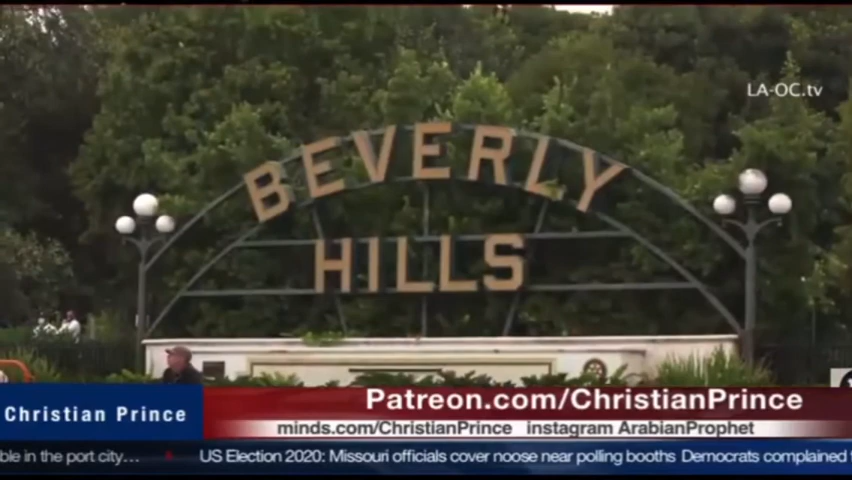 LA-OC.tv
BEVERLY
HILLS
Patreon.com/ChristianPrince
Christian Prince
minds.com/ChristianPrince instagram ArabianProphet
ble in the port city... US Election 2020: Missouri officials cover noose near polling booths Democrats complained